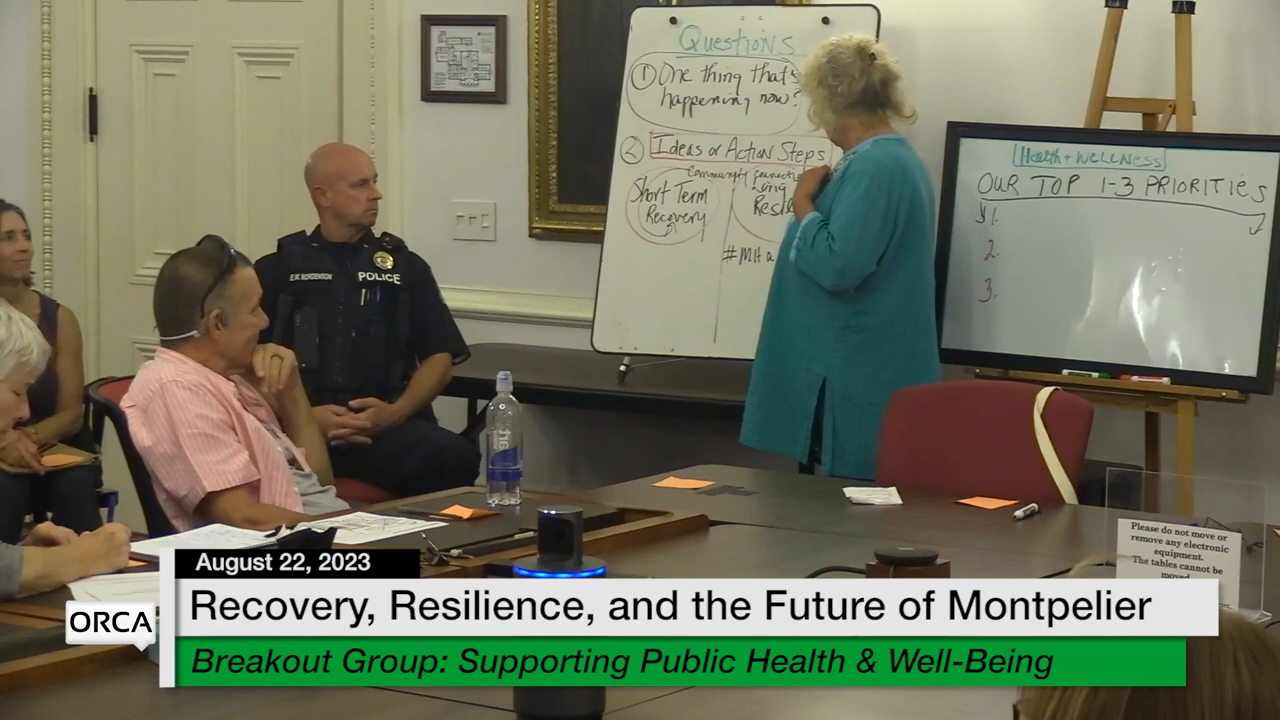 Questions
① One thing that's
happening now?
② Ideas or Action Steps
Community
Short Term
Recovery
#MH a
Health + WELLNESS
OUR TOP 1-3 PRIORITIES
1.
2.
3.
E.M. NORDENSON
POLICE
Please do not move or
remove any electronic
equipment.
The tables cannot be
moved
August 22, 2023
ORCA
Recovery, Resilience, and the Future of Montpelier
Breakout Group: Supporting Public Health & Well-Being